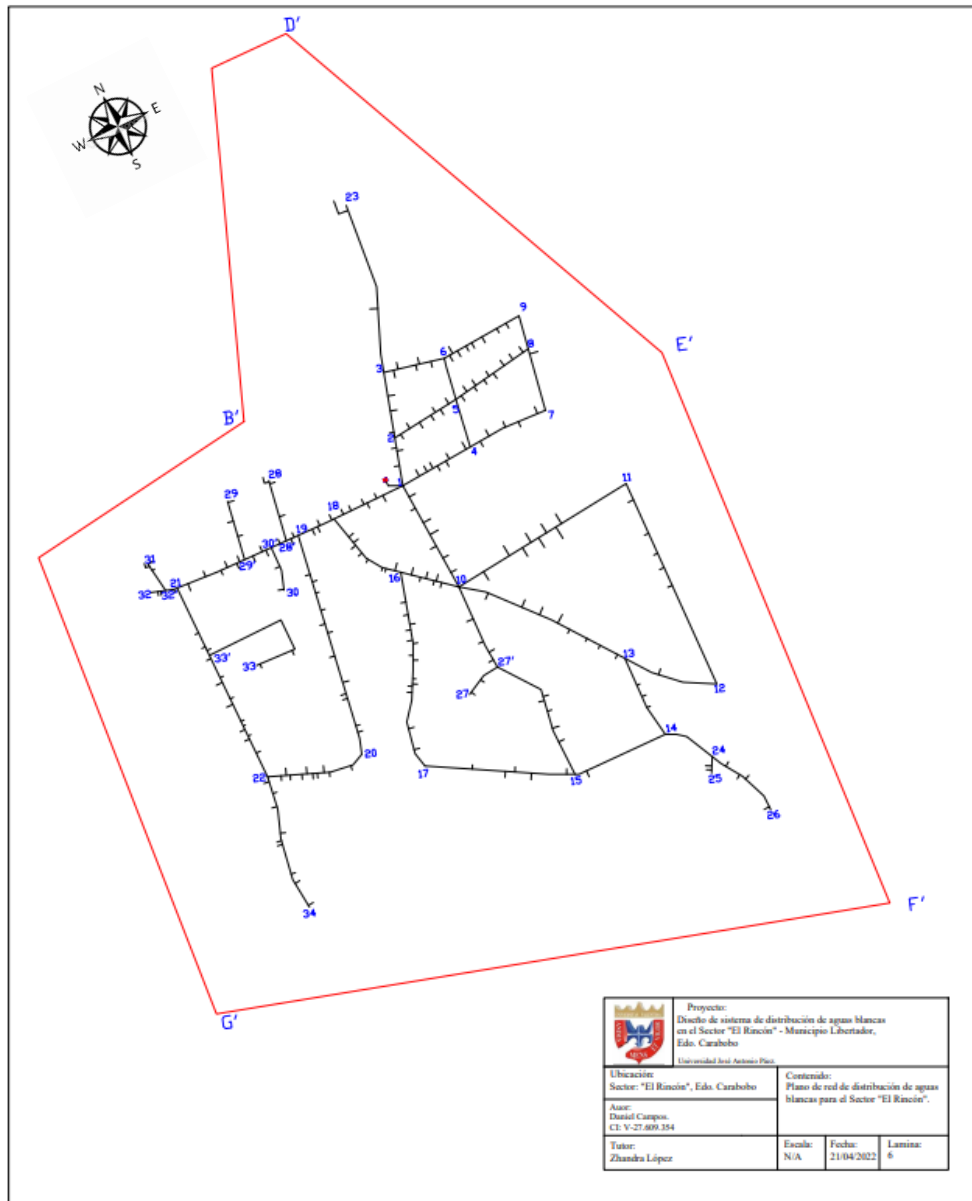 D'
N
E
W
S
23
9
8
6
E'
3
5
7
B'
2
4
1
28
11
29
18
19
30'
28'
31
29'
16
21
10
32
32'
30
33'
13
33
27'
12
27
14
20
24
17
22
15
25
26
34
F'
G'
Proyecto:
Diseño de sistema de distribución de aguas blancas
en el Sector "El Rincón" - Municipio Libertador,
Edo. Carabobo
Universidad José Antonio Páez.
Ubicación:
Sector: "El Rincón", Edo. Carabobo
Contenido:
Plano de red de distribución de aguas
blancas para el Sector "El Rincón".
Auor:
Daniel Campos.
CI: V-27.609.354
Tutor:
Zhandra López
Escala:
N/A
Fecha:
21/04/2022
Lamina:
6